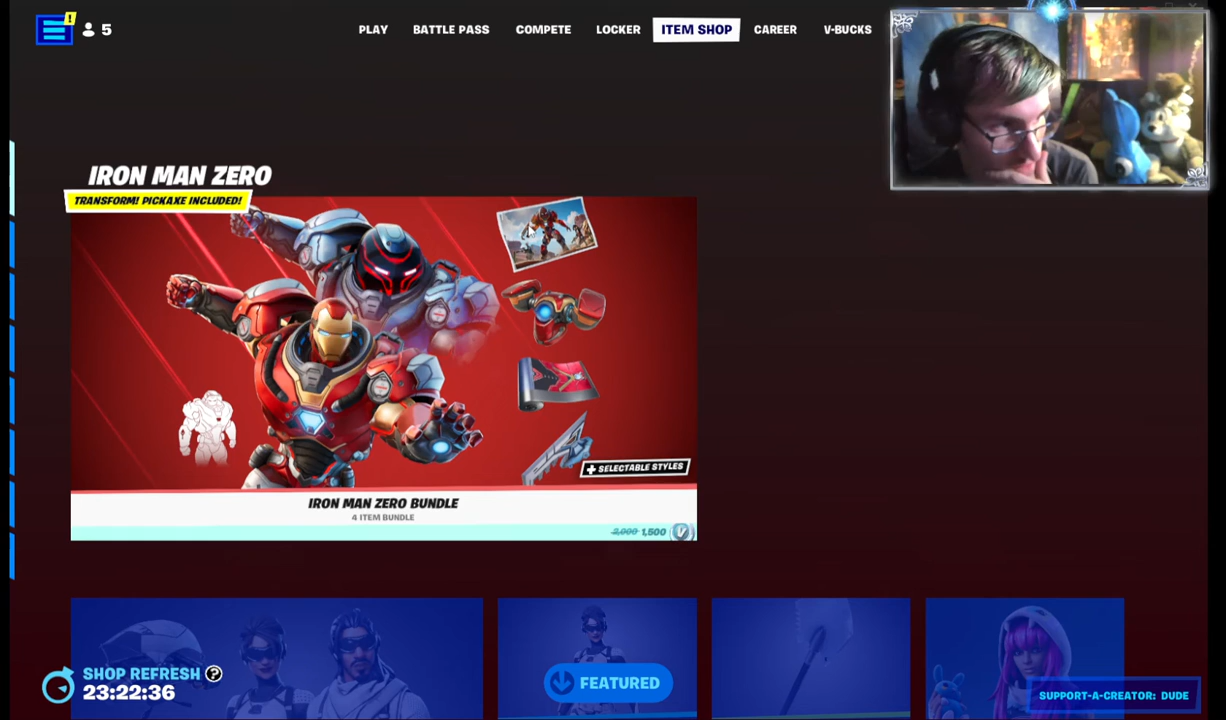 !
5
PLAY BATTLE PASS COMPETE LOCKER ITEM SHOP CAREER V-BUCKS
IRON MAN ZERO
TRANSFORM! PICKAXE INCLUDED!
+ SELECTABLE STYLES
IRON MAN ZERO BUNDLE
4 ITEM BUNDLE
2,000 1,500 V
SHOP REFRESH ?
23:22:36
FEATURED
SUPPORT-A-CREATOR: DUDE